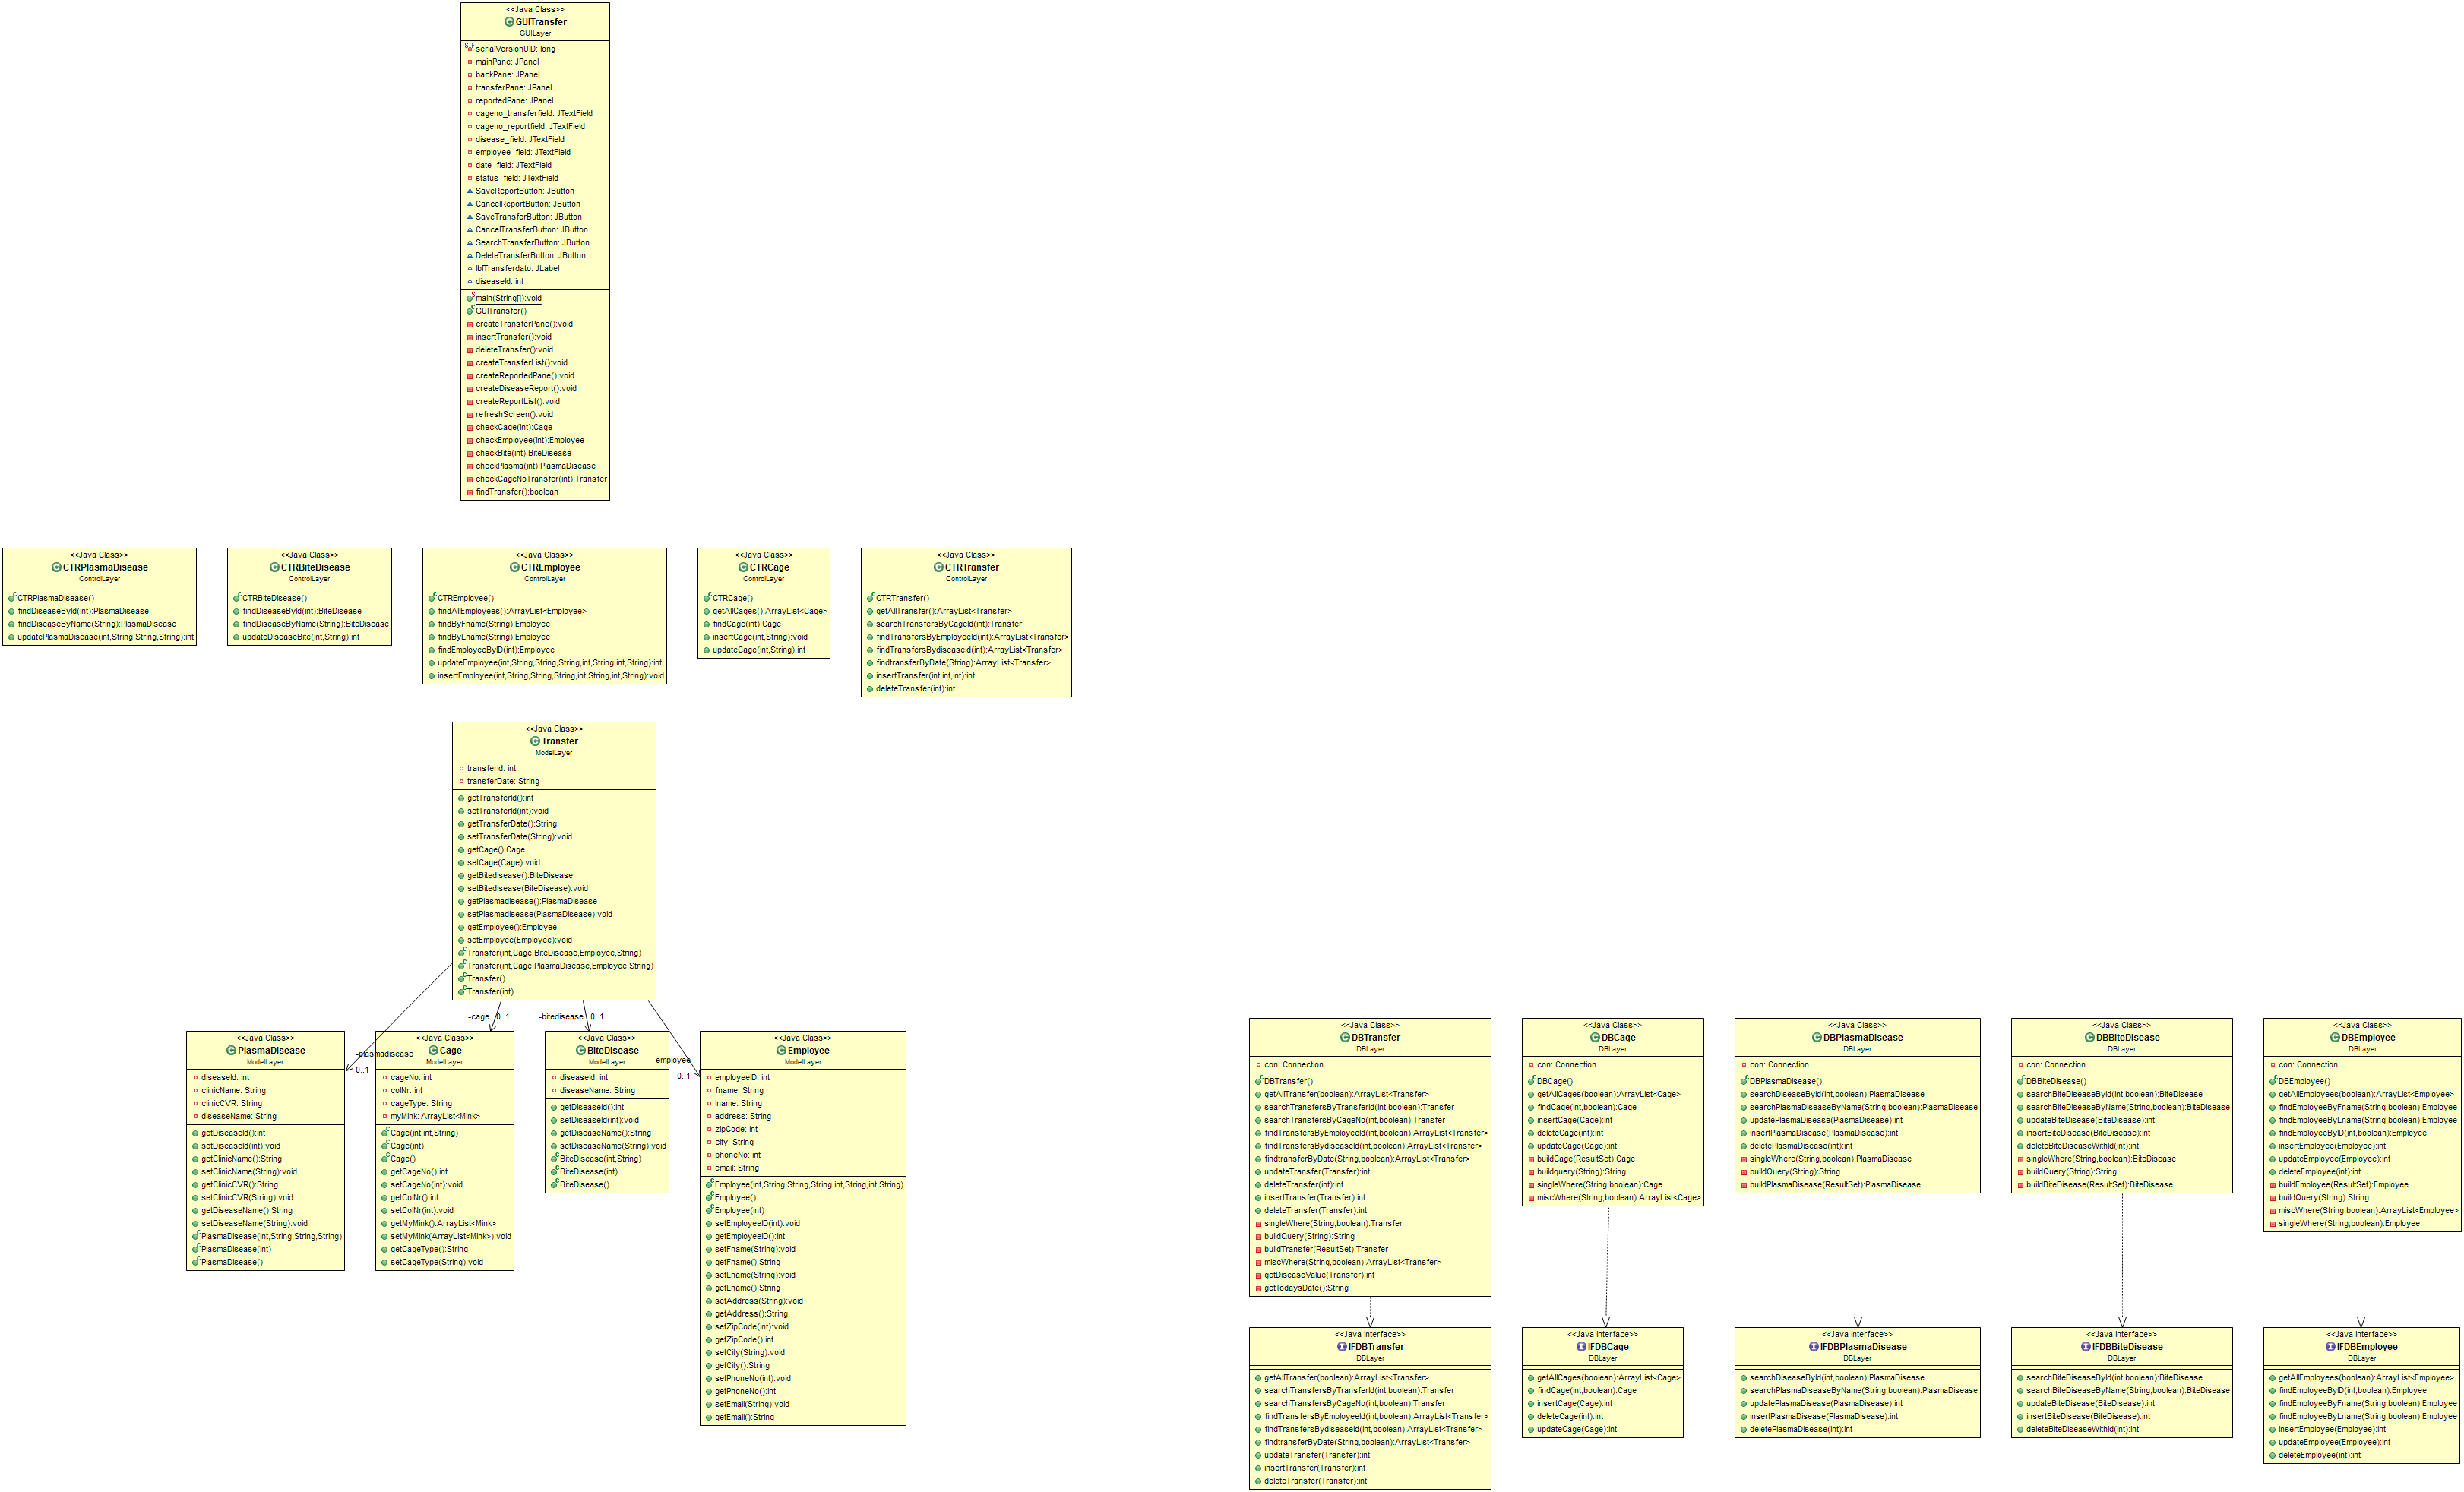 <<Java Class>>
GUITransfer
GUILayer
serialVersionUID: long
mainPane: JPanel
backPane: JPanel
transferPane: JPanel
reportedPane: JPanel
cageno_transferfield: JTextField
cageno_reportfield: JTextField
disease_field: JTextField
employee_field: JTextField
date_field: JTextField
status_field: JTextField
SaveReportButton: JButton
CancelReportButton: JButton
SaveTransferButton: JButton
CancelTransferButton: JButton
SearchTransferButton: JButton
DeleteTransferButton: JButton
lblTransferdato: JLabel
diseaseId: int
main(String[]):void
GUITransfer()
createTransferPane():void
insertTransfer():void
deleteTransfer():void
createTransferList():void
createReportedPane():void
createDiseaseReport():void
createReportList():void
refreshScreen():void
checkCage(int):Cage
checkEmployee(int):Employee
checkBite(int):BiteDisease
checkPlasma(int):PlasmaDisease
checkCageNoTransfer(int):Transfer
findTransfer():boolean
<<Java Class>>
CTRPlasmaDisease
ControlLayer
CTRPlasmaDisease()
findDiseaseById(int):PlasmaDisease
findDiseaseByName(String):PlasmaDisease
updatePlasmaDisease(int,String,String,String):int
<<Java Class>>
CTRBiteDisease
ControlLayer
CTRBiteDisease()
findDiseaseById(int):BiteDisease
findDiseaseByName(String):BiteDisease
updateDiseaseBite(int,String):int
<<Java Class>>
CTREmployee
ControlLayer
CTREmployee()
findAllEmployees():ArrayList<Employee>
findByFname(String):Employee
findByLname(String):Employee
findEmployeeByID(int):Employee
updateEmployee(int,String,String,String,int,String,int,String):int
insertEmployee(int,String,String,String,int,String,int,String):void
<<Java Class>>
CTRCage
ControlLayer
CTRCage()
getAllCages():ArrayList<Cage>
findCage(int):Cage
insertCage(int,String):void
updateCage(int,String):int
<<Java Class>>
CTRTransfer
ControlLayer
CTRTransfer()
getAllTransfer():ArrayList<Transfer>
searchTransfersByCageId(int):Transfer
findTransfersByEmployeeId(int):ArrayList<Transfer>
findTransfersBydiseaseid(int):ArrayList<Transfer>
findtransferByDate(String):ArrayList<Transfer>
insertTransfer(int,int,int):int
deleteTransfer(int):int
<<Java Class>>
Transfer
ModelLayer
transferId: int
transferDate: String
getTransferId():int
setTransferId(int):void
getTransferDate():String
setTransferDate(String):void
getCage():Cage
setCage(Cage):void
getBitedisease():BiteDisease
setBitedisease(BiteDisease):void
getPlasmadisease():PlasmaDisease
setPlasmadisease(PlasmaDisease):void
getEmployee():Employee
setEmployee(Employee):void
Transfer(int,Cage,BiteDisease,Employee,String)
Transfer(int,Cage,PlasmaDisease,Employee,String)
Transfer()
Transfer(int)
-cage 0..1
-bitedisease 0..1
-plasmadisease
0..1
-employee
0..1
<<Java Class>>
PlasmaDisease
ModelLayer
diseaseId: int
clinicName: String
clinicCVR: String
diseaseName: String
getDiseaseId():int
setDiseaseId(int):void
getClinicName():String
setClinicName(String):void
getClinicCVR():String
setClinicCVR(String):void
getDiseaseName():String
setDiseaseName(String):void
PlasmaDisease(int,String,String,String)
PlasmaDisease(int)
PlasmaDisease()
<<Java Class>>
Cage
ModelLayer
cageNo: int
colNr: int
cageType: String
myMink: ArrayList<Mink>
Cage(int,int,String)
Cage(int)
Cage()
getCageNo():int
setCageNo(int):void
getColNr():int
setColNr(int):void
getMyMink():ArrayList<Mink>
setMyMink(ArrayList<Mink>):void
getCageType():String
setCageType(String):void
<<Java Class>>
BiteDisease
ModelLayer
diseaseId: int
diseaseName: String
getDiseaseId():int
setDiseaseId(int):void
getDiseaseName():String
setDiseaseName(String):void
BiteDisease(int,String)
BiteDisease(int)
BiteDisease()
<<Java Class>>
Employee
ModelLayer
employeeID: int
fname: String
lname: String
address: String
zipCode: int
city: String
phoneNo: int
email: String
Employee(int,String,String,String,int,String,int,String)
Employee()
Employee(int)
setEmployeeID(int):void
getEmployeeID():int
setFname(String):void
getFname():String
setLname(String):void
getLname():String
setAddress(String):void
getAddress():String
setZipCode(int):void
getZipCode():int
setCity(String):void
getCity():String
setPhoneNo(int):void
getPhoneNo():int
setEmail(String):void
getEmail():String
<<Java Class>>
DBTransfer
DBLayer
con: Connection
DBTransfer()
getAllTransfer(boolean):ArrayList<Transfer>
searchTransfersByTransferId(int,boolean):Transfer
searchTransfersByCageNo(int,boolean):Transfer
findTransfersByEmployeeId(int,boolean):ArrayList<Transfer>
findTransfersBydiseaseId(int,boolean):ArrayList<Transfer>
findtransferByDate(String,boolean):ArrayList<Transfer>
updateTransfer(Transfer):int
deleteTransfer(int):int
insertTransfer(Transfer):int
deleteTransfer(Transfer):int
singleWhere(String,boolean):Transfer
buildQuery(String):String
buildTransfer(ResultSet):Transfer
miscWhere(String,boolean):ArrayList<Transfer>
getDiseaseValue(Transfer):int
getTodaysDate():String
<<Java Class>>
DBCage
DBLayer
con: Connection
DBCage()
getAllCages(boolean):ArrayList<Cage>
findCage(int,boolean):Cage
insertCage(Cage):int
deleteCage(int):int
updateCage(Cage):int
buildCage(ResultSet):Cage
buildquery(String):String
singleWhere(String,boolean):Cage
miscWhere(String,boolean):ArrayList<Cage>
<<Java Class>>
DBPlasmaDisease
DBLayer
con: Connection
DBPlasmaDisease()
searchDiseaseById(int,boolean):PlasmaDisease
searchPlasmaDiseaseByName(String,boolean):PlasmaDisease
updatePlasmaDisease(PlasmaDisease):int
insertPlasmaDisease(PlasmaDisease):int
deletePlasmaDisease(int):int
singleWhere(String,boolean):PlasmaDisease
buildQuery(String):String
buildPlasmaDisease(ResultSet):PlasmaDisease
<<Java Class>>
DBBiteDisease
DBLayer
con: Connection
DBBiteDisease()
searchBiteDiseaseById(int,boolean):BiteDisease
searchBiteDiseaseByName(String,boolean):BiteDisease
updateBiteDisease(BiteDisease):int
insertBiteDisease(BiteDisease):int
deleteBiteDiseaseWithId(int):int
singleWhere(String,boolean):BiteDisease
buildQuery(String):String
buildBiteDisease(ResultSet):BiteDisease
<<Java Class>>
DBEmployee
DBLayer
con: Connection
DBEmployee()
getAllEmployees(boolean):ArrayList<Employee>
findEmployeeByFname(String,boolean):Employee
findEmployeeByLname(String,boolean):Employee
findEmployeeByID(int,boolean):Employee
insertEmployee(Employee):int
updateEmployee(Employee):int
deleteEmployee(int):int
buildEmployee(ResultSet):Employee
buildQuery(String):String
miscWhere(String,boolean):ArrayList<Employee>
singleWhere(String,boolean):Employee
<<Java Interface>>
IFDBTransfer
DBLayer
getAllTransfer(boolean):ArrayList<Transfer>
searchTransfersByTransferId(int,boolean):Transfer
searchTransfersByCageNo(int,boolean):Transfer
findTransfersByEmployeeId(int,boolean):ArrayList<Transfer>
findTransfersBydiseaseId(int,boolean):ArrayList<Transfer>
findtransferByDate(String,boolean):ArrayList<Transfer>
updateTransfer(Transfer):int
insertTransfer(Transfer):int
deleteTransfer(Transfer):int
<<Java Interface>>
IFDBCage
DBLayer
getAllCages(boolean):ArrayList<Cage>
findCage(int,boolean):Cage
insertCage(Cage):int
deleteCage(int):int
updateCage(Cage):int
<<Java Interface>>
IFDBPlasmaDisease
DBLayer
searchDiseaseById(int,boolean):PlasmaDisease
searchPlasmaDiseaseByName(String,boolean):PlasmaDisease
updatePlasmaDisease(PlasmaDisease):int
insertPlasmaDisease(PlasmaDisease):int
deletePlasmaDisease(int):int
<<Java Interface>>
IFDBBiteDisease
DBLayer
searchBiteDiseaseById(int,boolean):BiteDisease
searchBiteDiseaseByName(String,boolean):BiteDisease
updateBiteDisease(BiteDisease):int
insertBiteDisease(BiteDisease):int
deleteBiteDiseaseWithId(int):int
<<Java Interface>>
IFDBEmployee
DBLayer
getAllEmployees(boolean):ArrayList<Employee>
findEmployeeByID(int,boolean):Employee
findEmployeeByFname(String,boolean):Employee
findEmployeeByLname(String,boolean):Employee
insertEmployee(Employee):int
updateEmployee(Employee):int
deleteEmployee(int):int